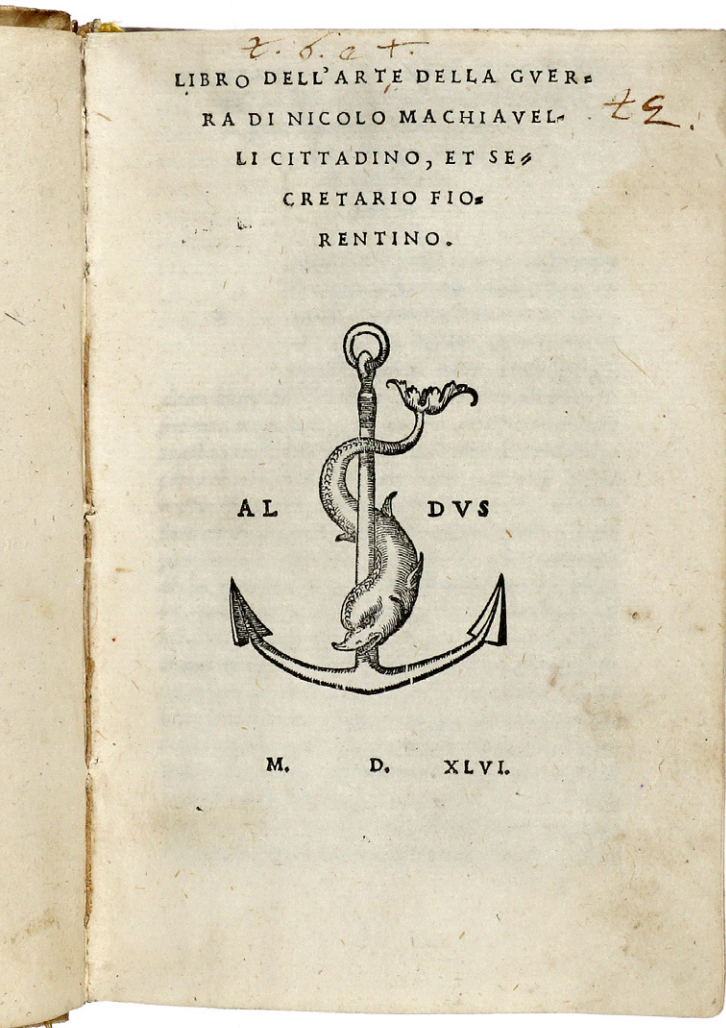 LIBRO DELL'ARTE DELLA GVER=
RA DI NICOLO MACHIAVEL-
LI CITTADINO, ET SE=
CRETARIO FIO=
RENTINO.
AL DVS
M. D. XLVI.